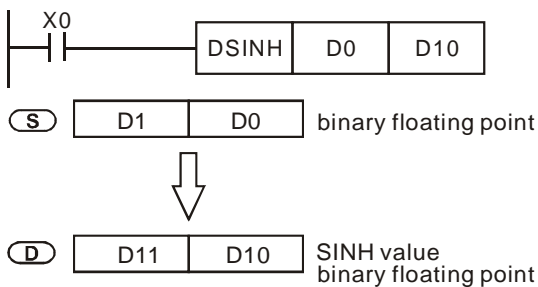 X0
DSINH D0 D10
S D1 D0 binary floating point
D D11 D10 SINH value
binary floating point